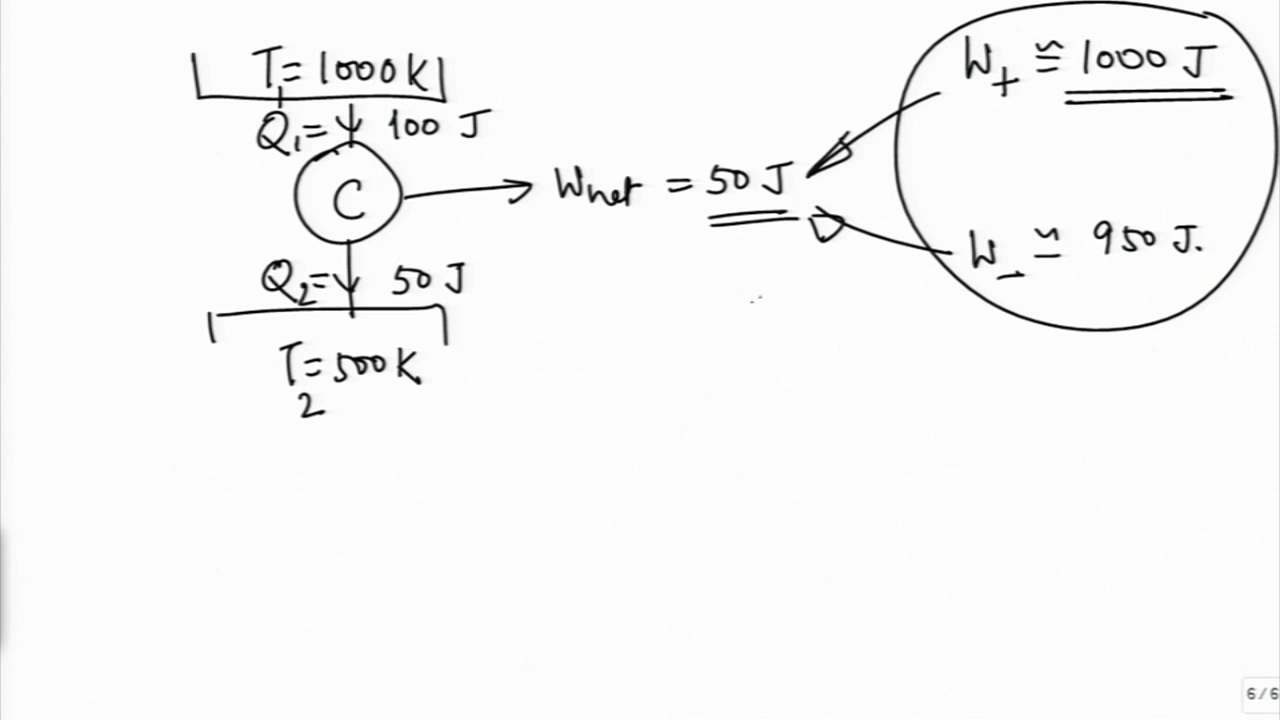 T₁ = 1000 K
Q₁ = 100 J
C
Wnet = 50 J
Q₂ = 50 J
T₂ = 500 K
W₊ ≌ 1000 J
W₋ ≃ 950 J.
6/6